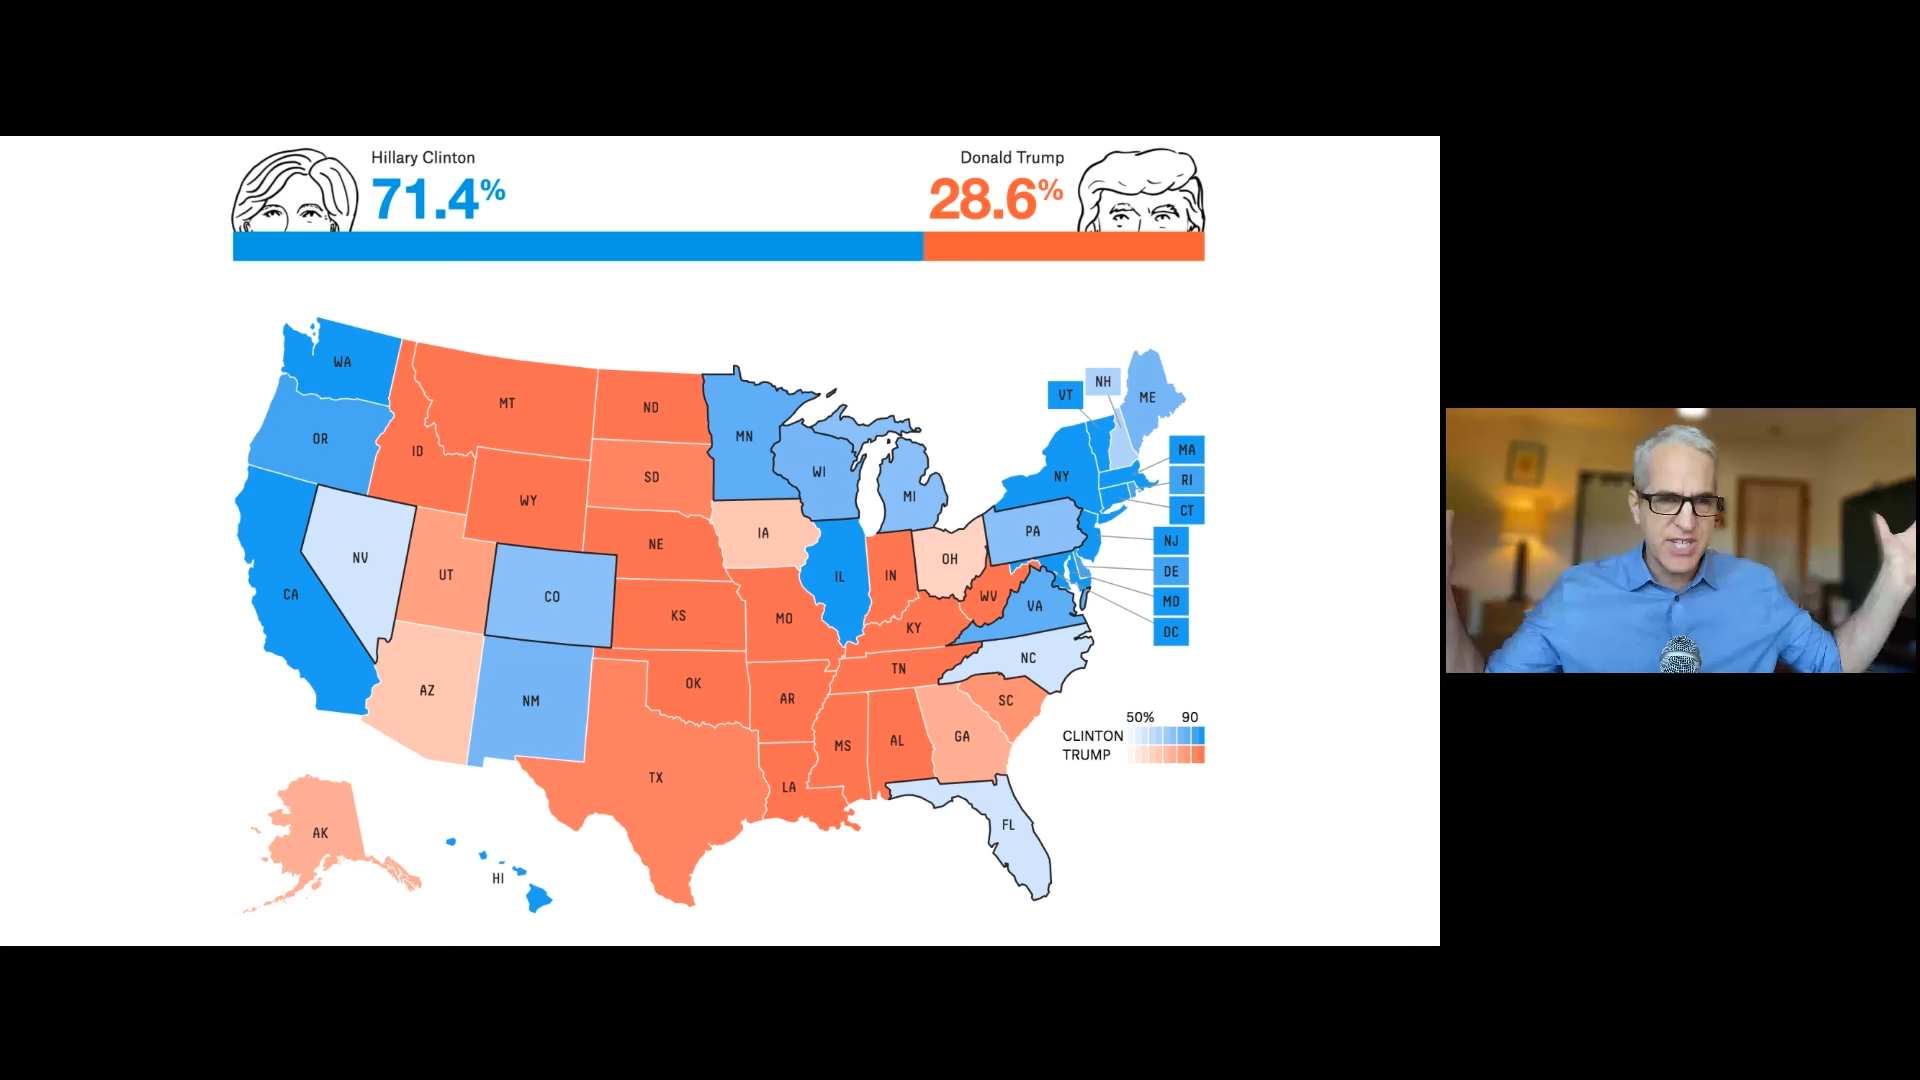 Hillary Clinton
71.4%
Donald Trump
28.6%
WA
OR
CA
NV
ID
MT
WY
UT
AZ
CO
NM
ND
SD
NE
KS
OK
TX
MN
IA
MO
AR
LA
WI
IL
MS
MI
IN
KY
TN
AL
OH
WV
GA
FL
SC
NC
VA
PA
NY
VT
NH
ME
MA
RI
CT
NJ
DE
MD
DC
AK
HI
50% 90
CLINTON
TRUMP